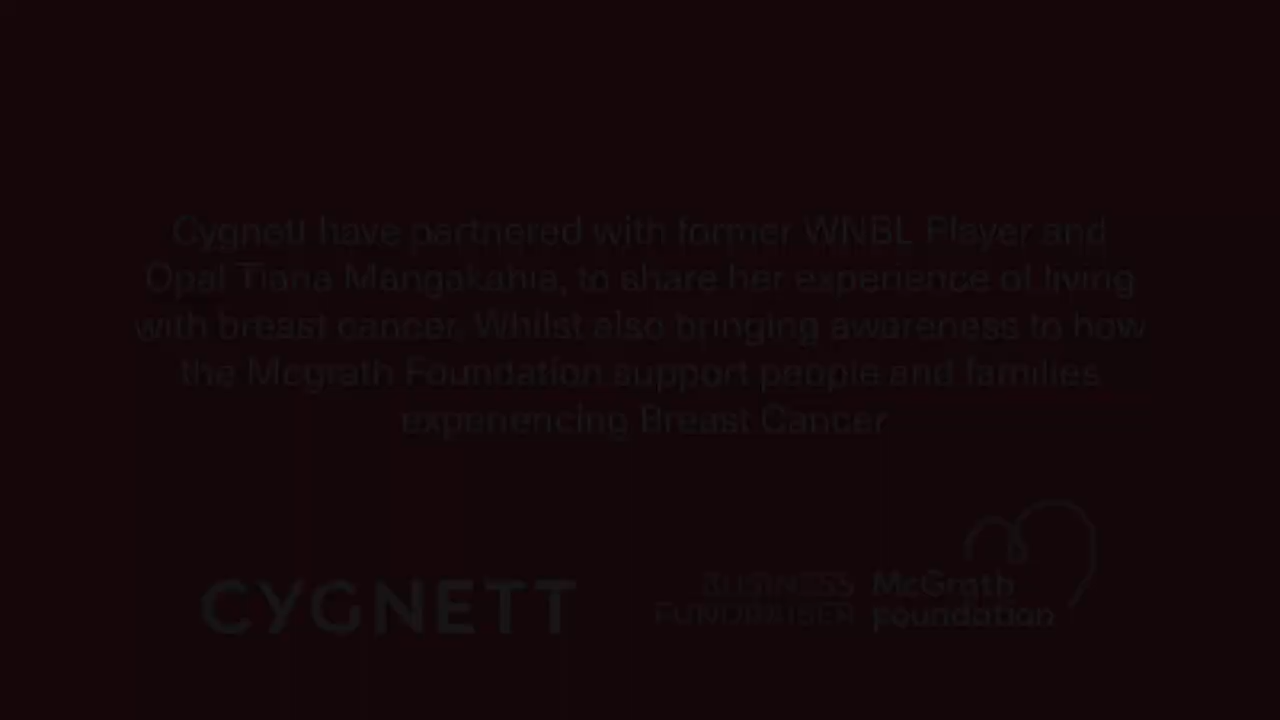 Cygnett have partnered with former WNBL Player and
Opal Tiana Mangakahia, to share her experience of living
with breast cancer. Whilst also bringing awareness to how
the Mcgrath Foundation support people and families
experiencing Breast Cancer
CYGNETT
BUSINESS
FUNDRAISER
McGrath
Foundation